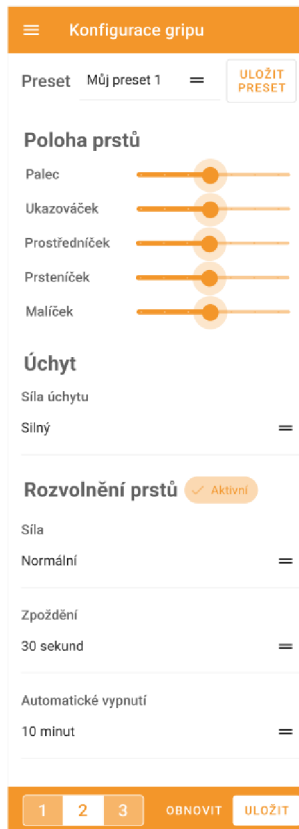 Konfigurace gripu
Preset Můj preset 1 ULOŽIT
PRESET
Poloha prstů
Palec
Ukazováček
Prostředníček
Prsteníček
Malíček
Úchyt
Síla úchytu
Silný
Rozvolnění prstů Aktivní
Síla
Normální
Zpoždění
30 sekund
Automatické vypnutí
10 minut
1 2 3 OBNOVIT ULOŽIT